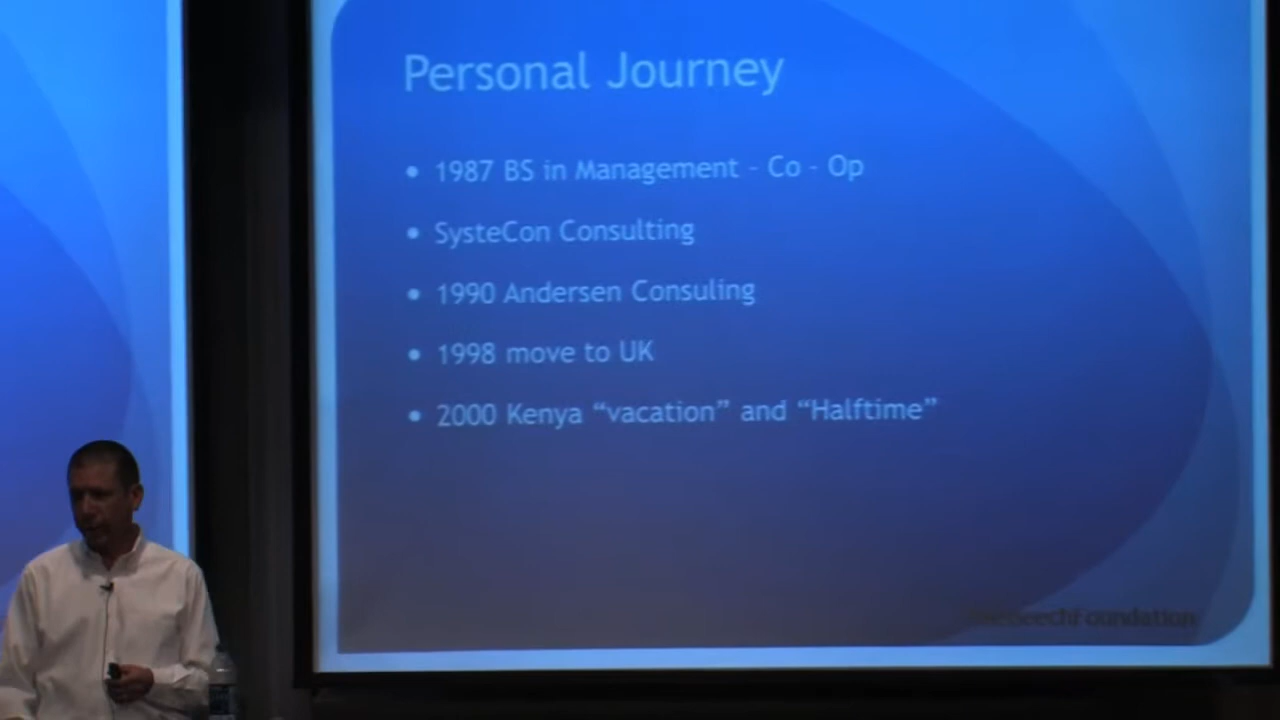 Personal Journey
• 1987 BS in Management - Co - Op
• SysteCon Consulting
• 1990 Andersen Consuling
• 1998 move to UK
• 2000 Kenya “vacation” and “Halftime”